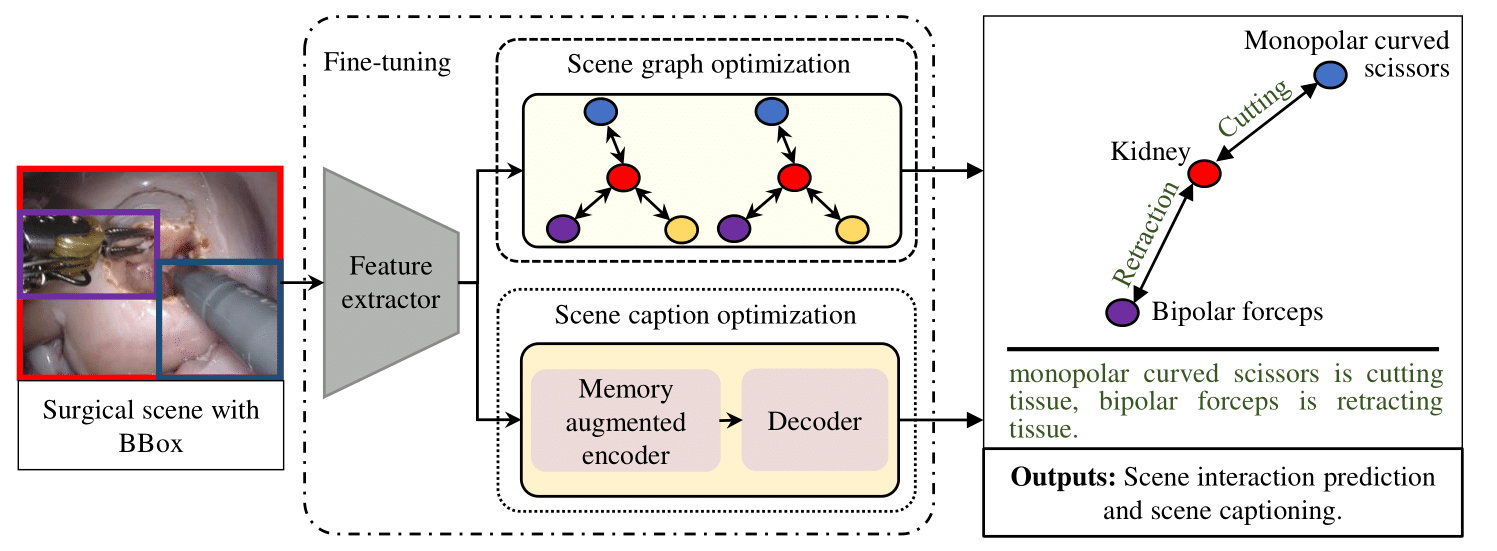 Fine-tuning
Scene graph optimization
Surgical scene with
BBox
Feature
extractor
Scene caption optimization
Memory
augmented
encoder
Decoder
Monopolar curved
scissors
Cutting
Kidney
Retraction
Bipolar forceps
monopolar curved scissors is cutting
tissue, bipolar forceps is retracting
tissue.
Outputs: Scene interaction prediction
and scene captioning.